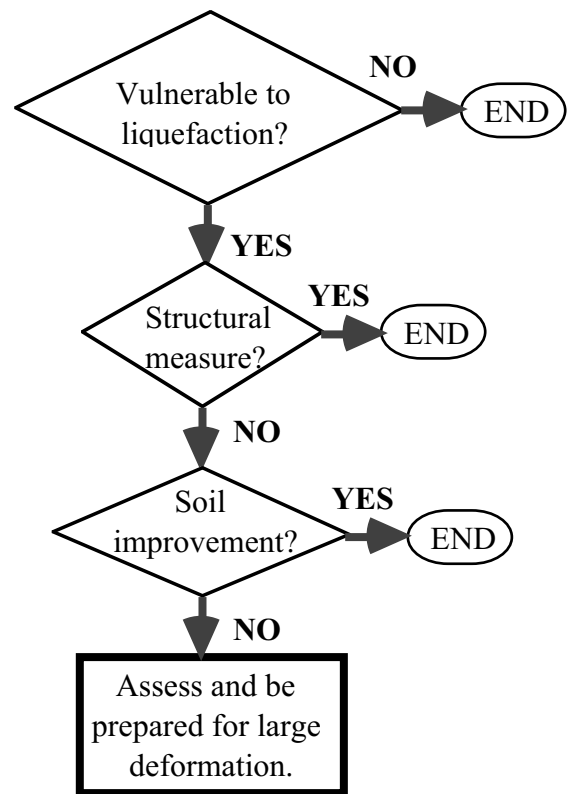 Vulnerable to
liquefaction?
NO
END
YES
Structural
measure?
YES
END
NO
Soil
improvement?
YES
END
NO
Assess and be
prepared for large
deformation.